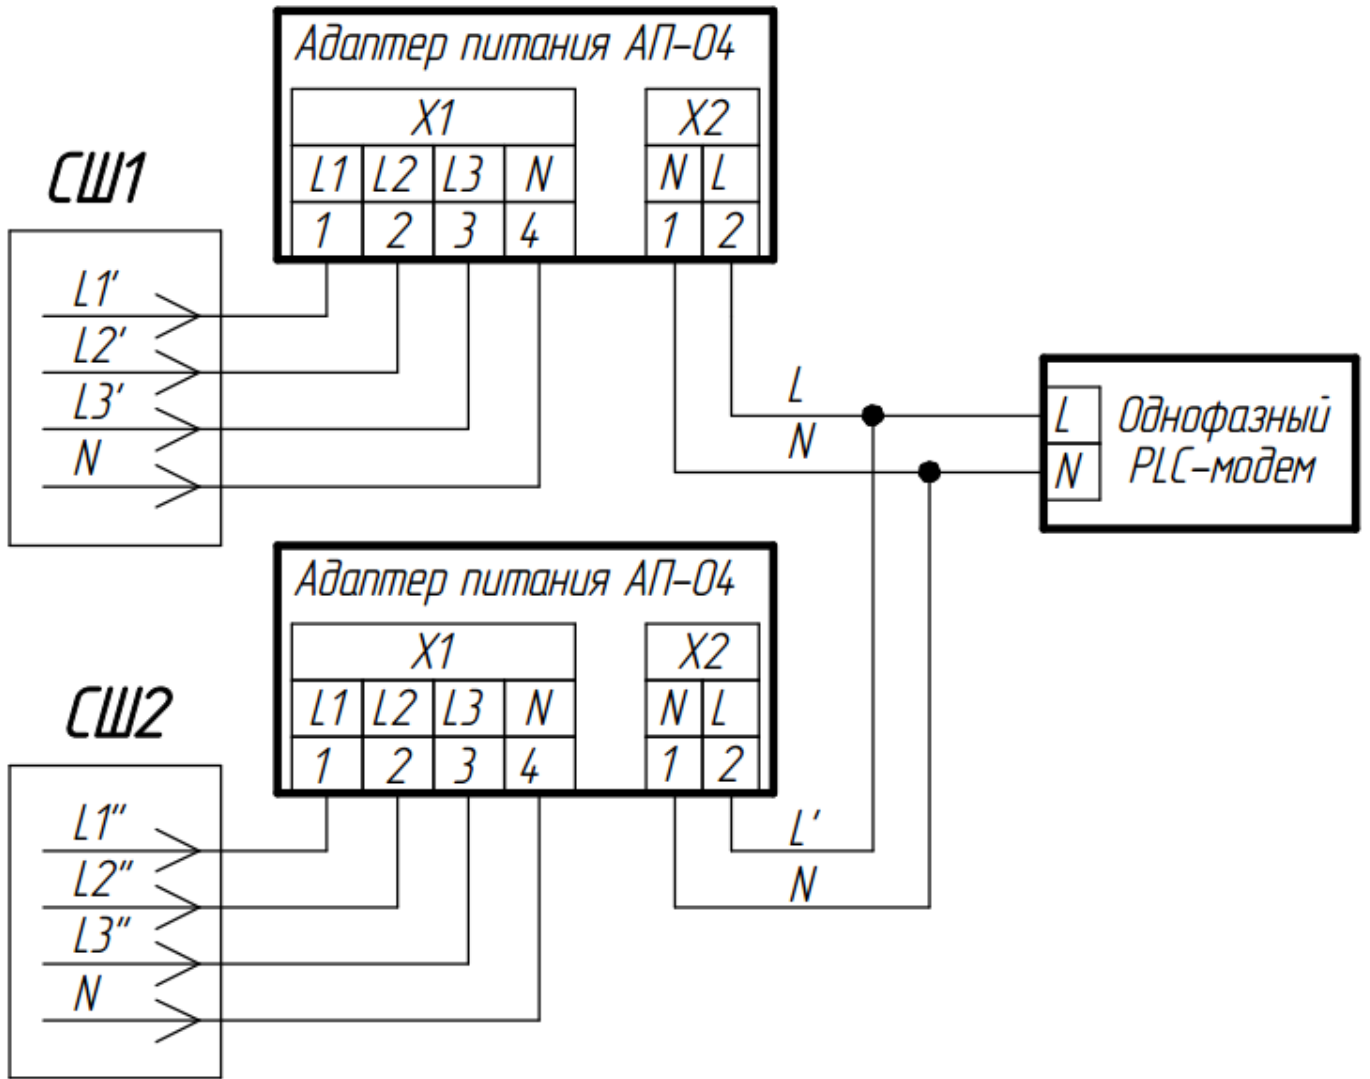 Адаптер питания АП-04
X1 X2
L1 L2 L3 N N L
1 2 3 4 1 2
СШ1
L1'
L2'
L3'
N
L
N
L Однофазный
N PLC-модем
Адаптер питания АП-04
X1 X2
L1 L2 L3 N N L
1 2 3 4 1 2
СШ2
L1"
L2"
L3"
N
L'
N